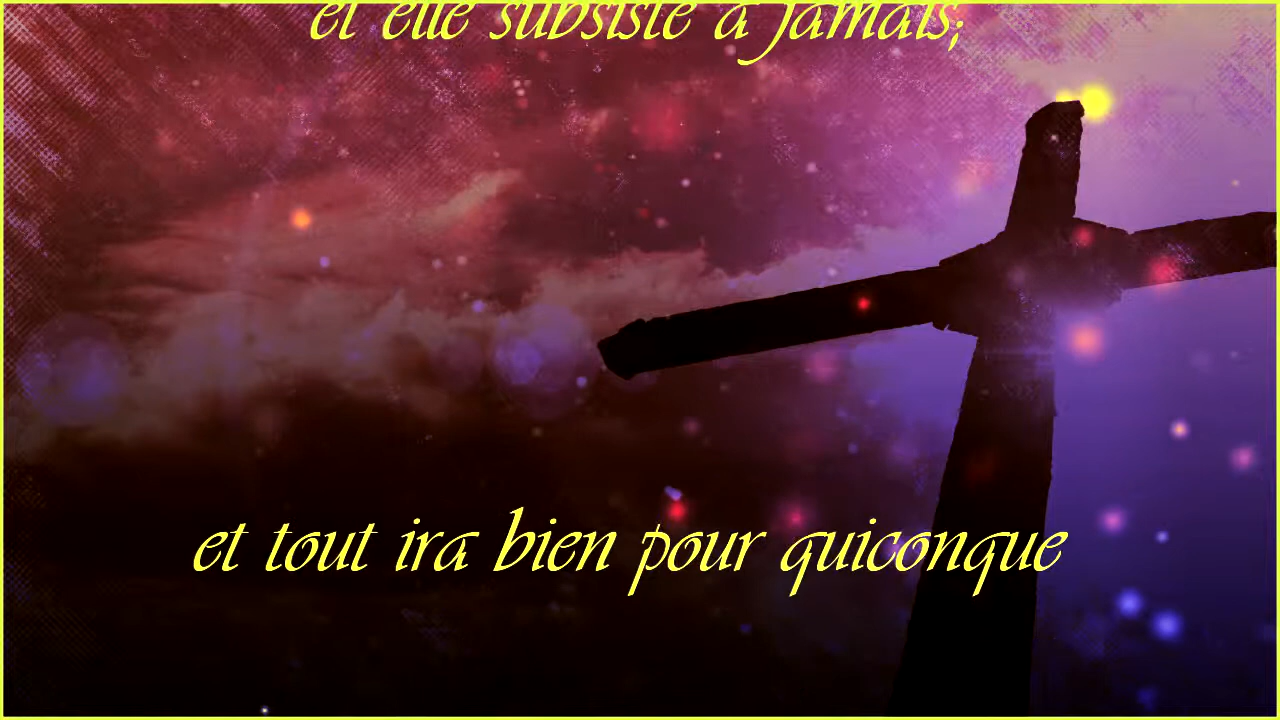 et elle subsiste à jamais;
et tout ira bien pour quiconque